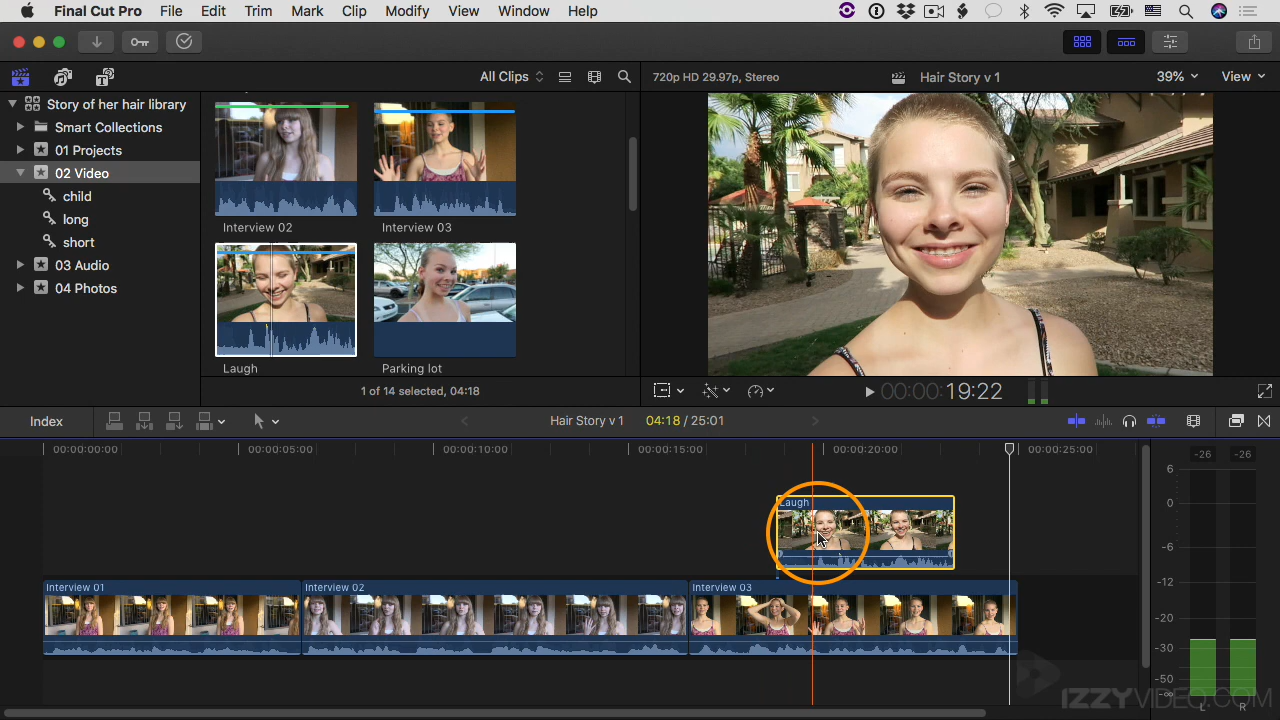 Final Cut Pro File Edit Trim Mark Clip Modify View Window Help
All Clips
720p HD 29.97p, Stereo
Hair Story v 1
39%
View
Story of her hair library
Smart Collections
01 Projects
02 Video
child
long
short
03 Audio
04 Photos
Interview 02
Interview 03
Laugh
Parking lot
1 of 14 selected, 04:18
00:00:19:22
Index
Hair Story v 1
04:18 / 25:01
00:00:00:00
00:00:05:00
00:00:10:00
00:00:15:00
00:00:20:00
00:00:25:00
Laugh
Interview 01
Interview 02
Interview 03
-26 -26
6
0
-6
-12
-20
-30
-50
-∞
L R
IZZYVIDEO.COM